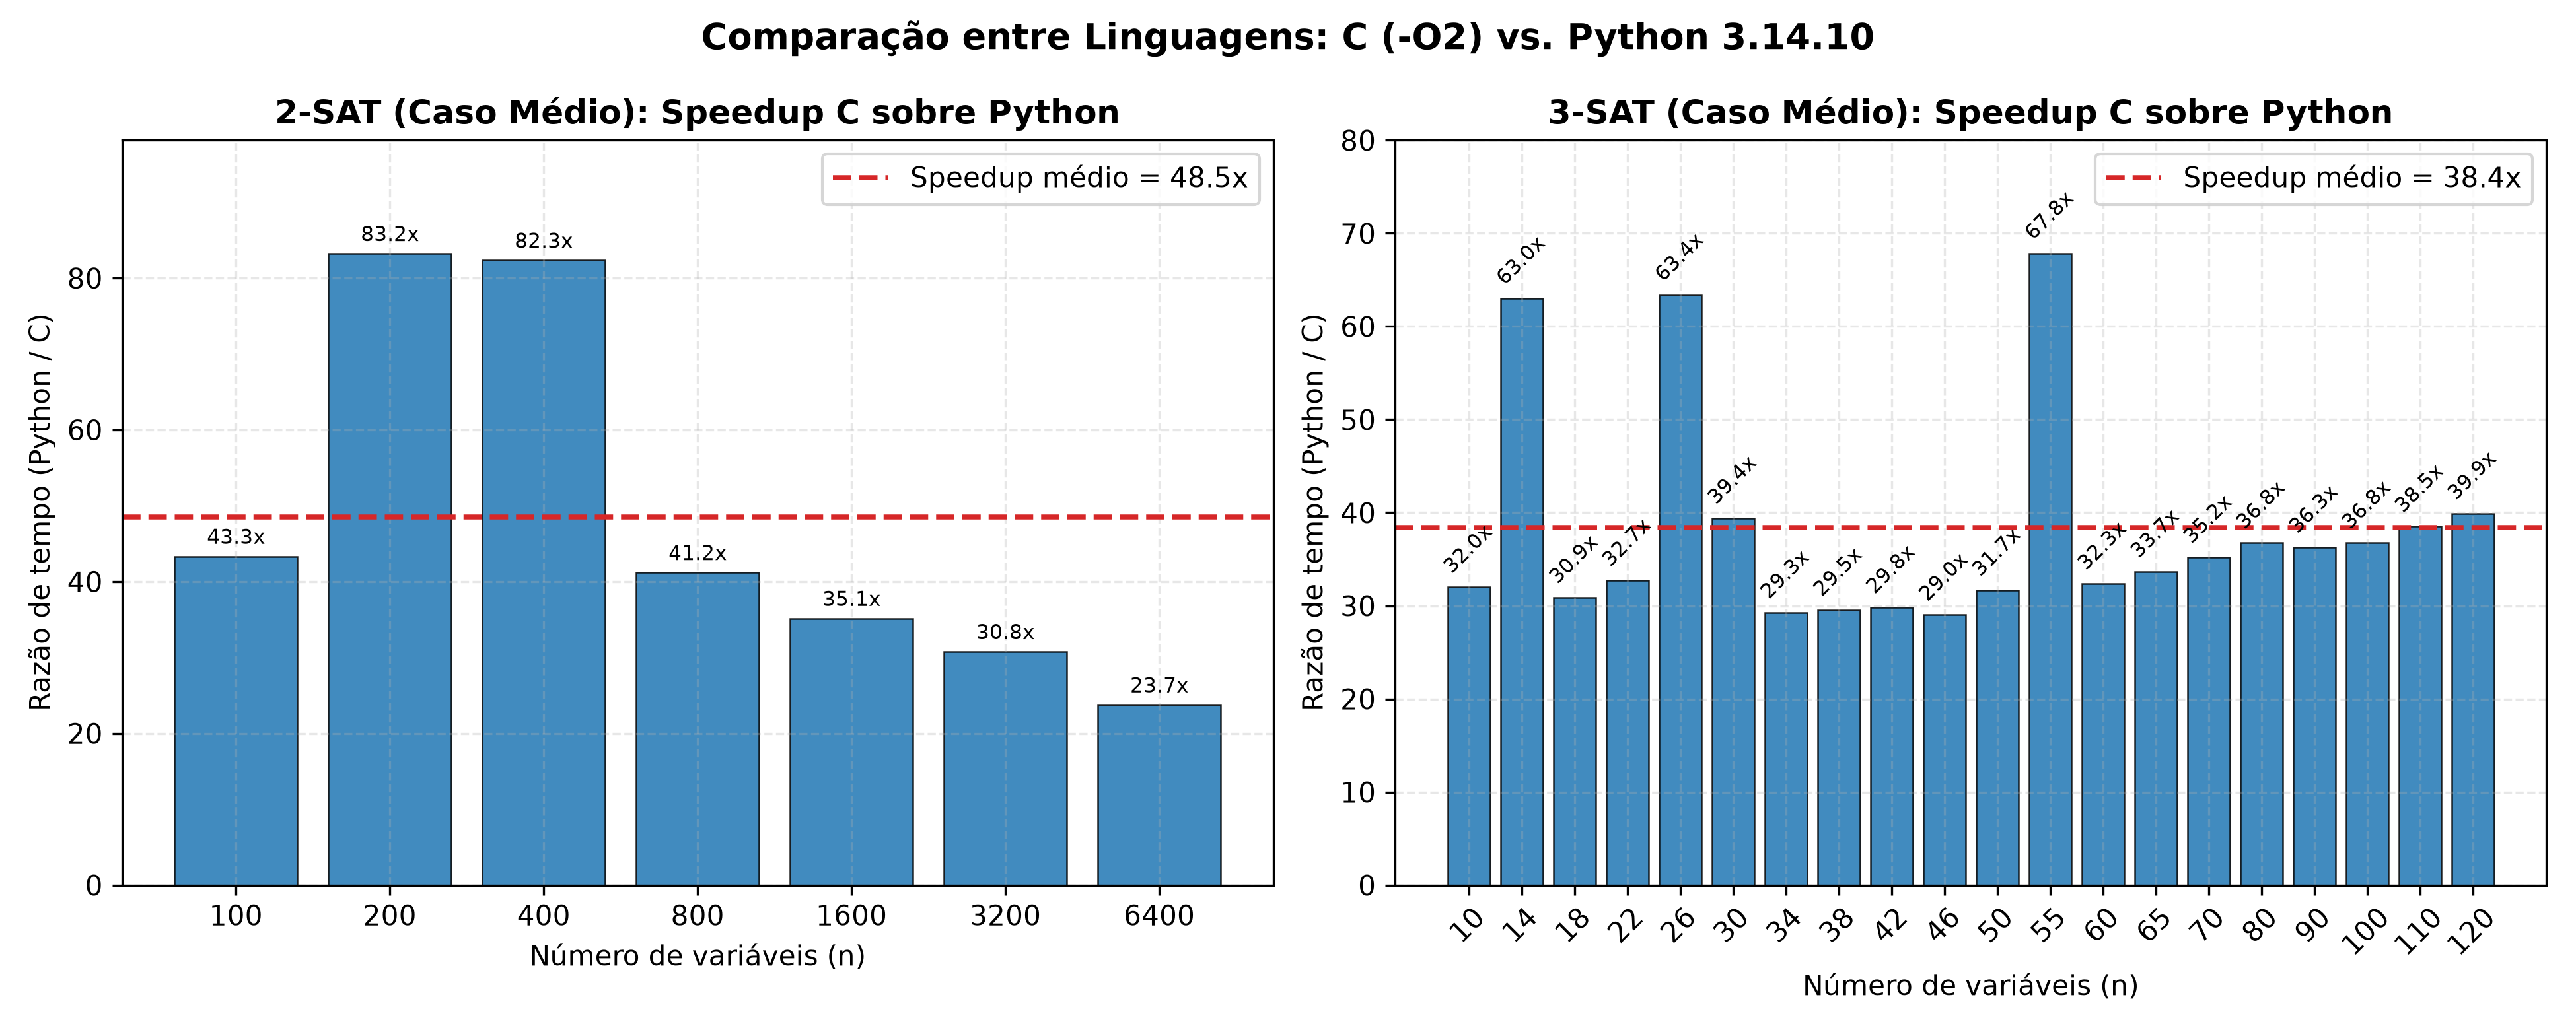 Comparação entre Linguagens: C (-O2) vs. Python 3.14.10
2-SAT (Caso Médio): Speedup C sobre Python
Speedup médio = 48.5x
Razão de tempo (Python / C)
80
60
40
20
0
43.3x
83.2x
82.3x
41.2x
35.1x
30.8x
23.7x
100
200
400
800
1600
3200
6400
Número de variáveis (n)
3-SAT (Caso Médio): Speedup C sobre Python
Speedup médio = 38.4x
Razão de tempo (Python / C)
80
70
60
50
40
30
20
10
0
32.0x
63.0x
30.9x
32.7x
63.4x
39.4x
29.3x
29.5x
29.8x
29.0x
31.7x
67.8x
32.3x
33.7x
35.2x
36.8x
36.3x
36.8x
38.5x
39.9x
10
14
18
22
26
30
34
38
42
46
50
55
60
65
70
80
90
100
110
120
Número de variáveis (n)